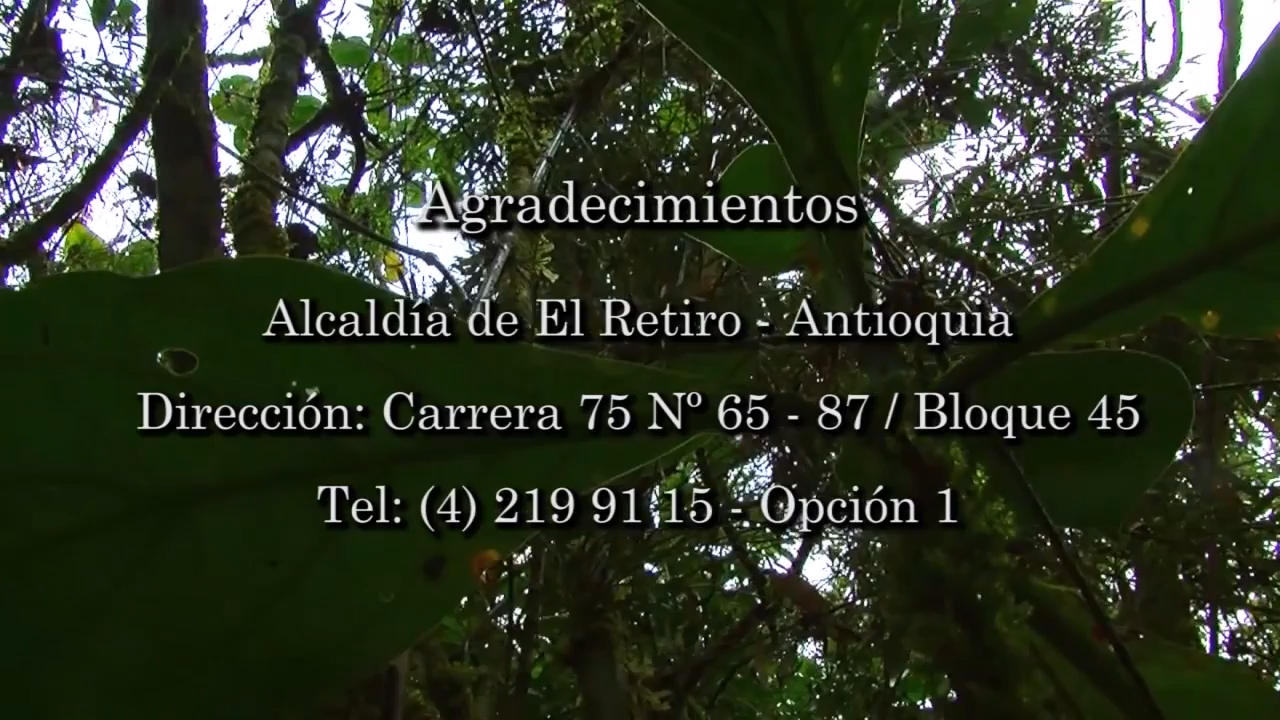 Agradecimientos
Alcaldía de El Retiro - Antioquia
Dirección: Carrera 75 Nº 65 - 87 / Bloque 45
Tel: (4) 219 91 15 - Opción 1